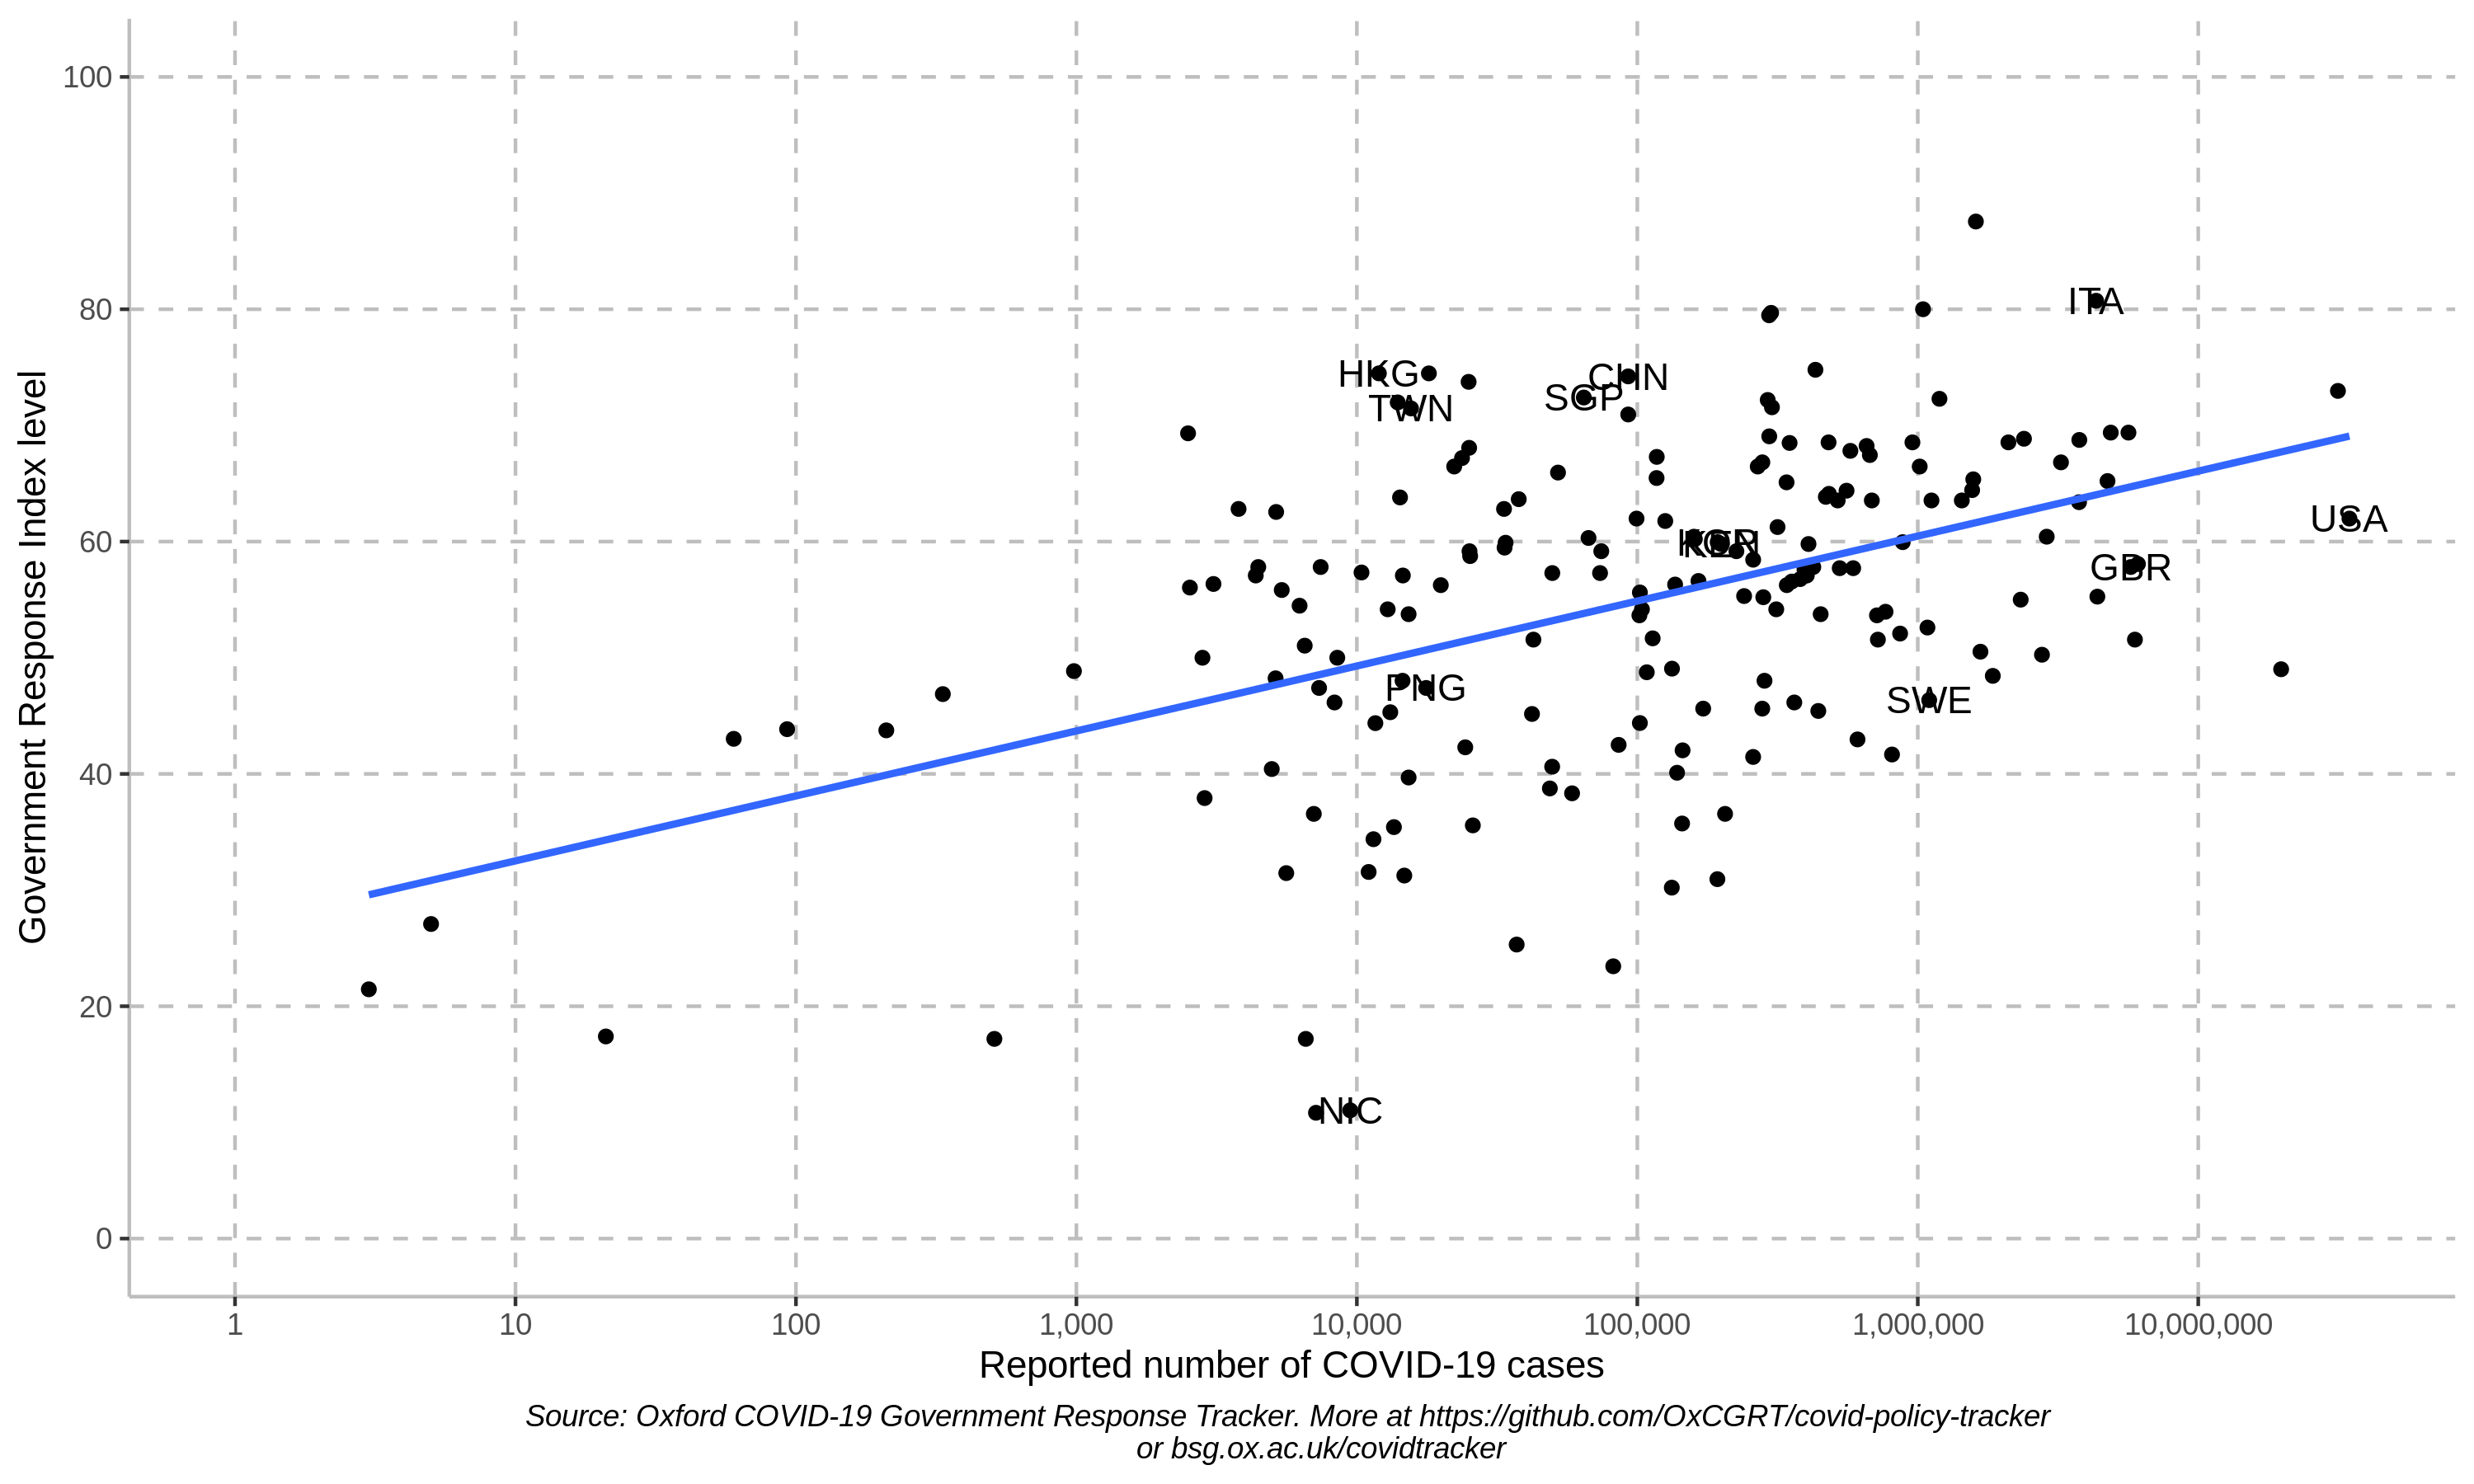 Government Response Index level
100
80
60
40
20
0
ITA
HKG
CHN
SGP
TWN
USA
KOR
KEN
GBR
PNG
SWE
NIC
1
10
100
1,000
10,000
100,000
1,000,000
10,000,000
Reported number of COVID-19 cases
Source: Oxford COVID-19 Government Response Tracker. More at https://github.com/OxCGRT/covid-policy-tracker
or bsg.ox.ac.uk/covidtracker